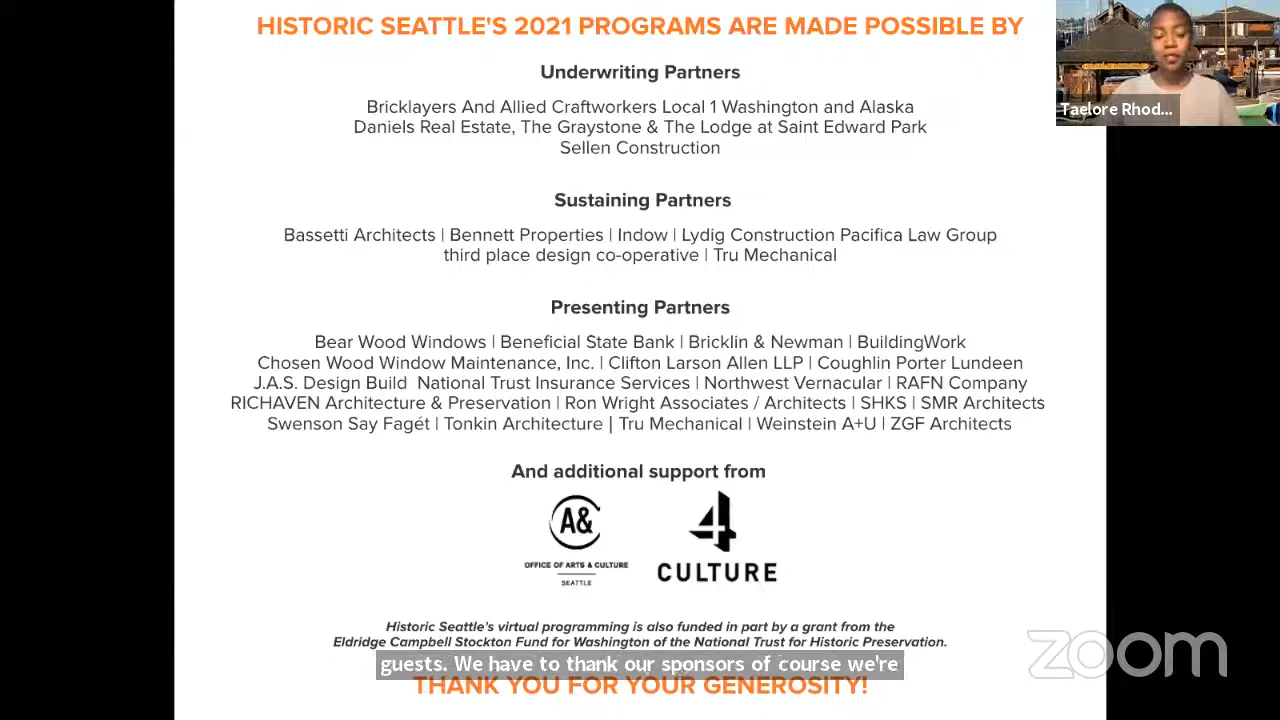 HISTORIC SEATTLE'S 2021 PROGRAMS ARE MADE POSSIBLE BY
Taelore Rhod...
Underwriting Partners
Bricklayers And Allied Craftworkers Local 1 Washington and Alaska
Daniels Real Estate, The Graystone & The Lodge at Saint Edward Park
Sellen Construction
Sustaining Partners
Bassetti Architects | Bennett Properties | Indow | Lydig Construction Pacifica Law Group
third place design co-operative | Tru Mechanical
Presenting Partners
Bear Wood Windows | Beneficial State Bank | Bricklin & Newman | BuildingWork
Chosen Wood Window Maintenance, Inc. | Clifton Larson Allen LLP | Coughlin Porter Lundeen
J.A.S. Design Build National Trust Insurance Services | Northwest Vernacular | RAFN Company
RICHAVEN Architecture & Preservation | Ron Wright Associates / Architects | SHKS | SMR Architects
Swenson Say Fagét | Tonkin Architecture | Tru Mechanical | Weinstein A+U | ZGF Architects
And additional support from
A&
OFFICE OF ARTS & CULTURE
SEATTLE
4
CULTURE
Historic Seattle's virtual programming is also funded in part by a grant from the
Eldridge Campbell Stockton Fund for Washington of the National Trust for Historic Preservation.
guests. We have to thank our sponsors of course we're
THANK YOU FOR YOUR GENEROSITY!
zoom